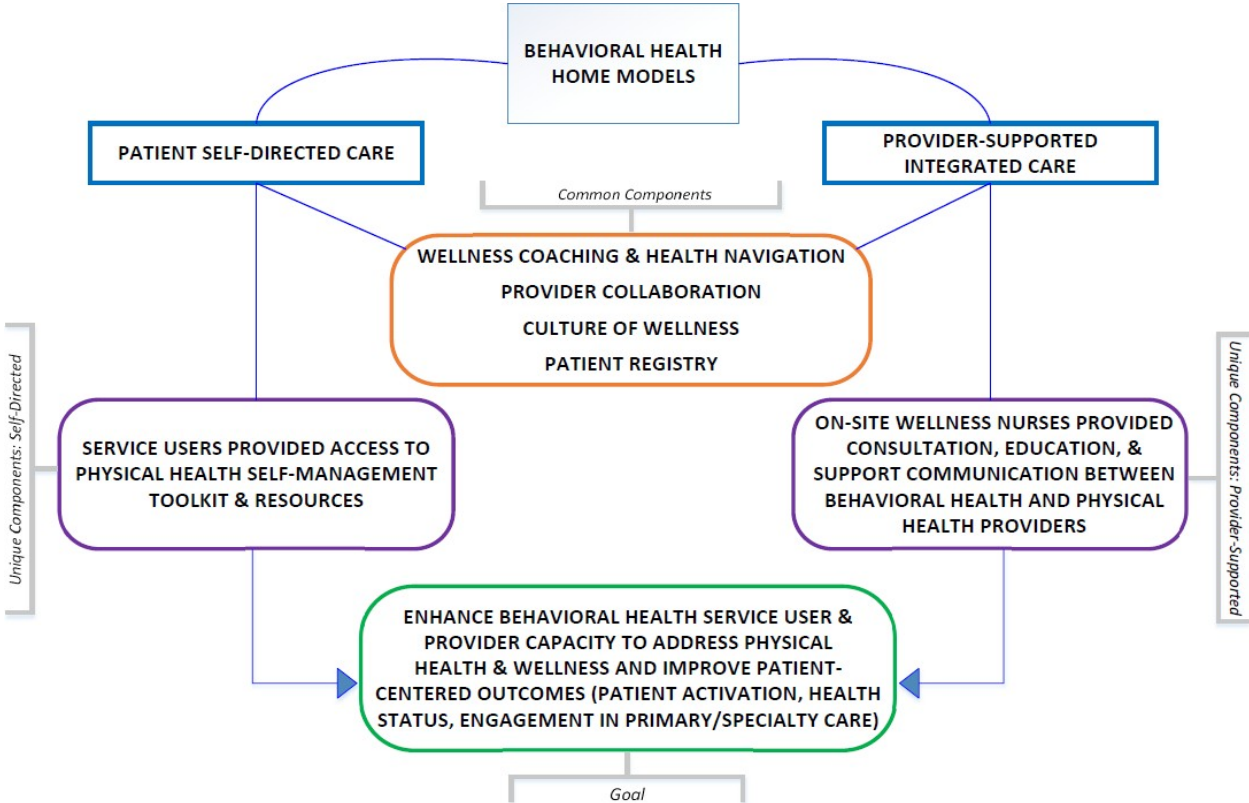 BEHAVIORAL HEALTH
HOME MODELS
PATIENT SELF-DIRECTED CARE
PROVIDER-SUPPORTED
INTEGRATED CARE
Common Components
WELLNESS COACHING & HEALTH NAVIGATION
PROVIDER COLLABORATION
CULTURE OF WELLNESS
PATIENT REGISTRY
Unique Components: Self-Directed
SERVICE USERS PROVIDED ACCESS TO
PHYSICAL HEALTH SELF-MANAGEMENT
TOOLKIT & RESOURCES
ON-SITE WELLNESS NURSES PROVIDED
CONSULTATION, EDUCATION, &
SUPPORT COMMUNICATION BETWEEN
BEHAVIORAL HEALTH AND PHYSICAL
HEALTH PROVIDERS
Unique Components: Provider-Supported
ENHANCE BEHAVIORAL HEALTH SERVICE USER &
PROVIDER CAPACITY TO ADDRESS PHYSICAL
HEALTH & WELLNESS AND IMPROVE PATIENT-
CENTERED OUTCOMES (PATIENT ACTIVATION, HEALTH
STATUS, ENGAGEMENT IN PRIMARY/SPECIALTY CARE)
Goal